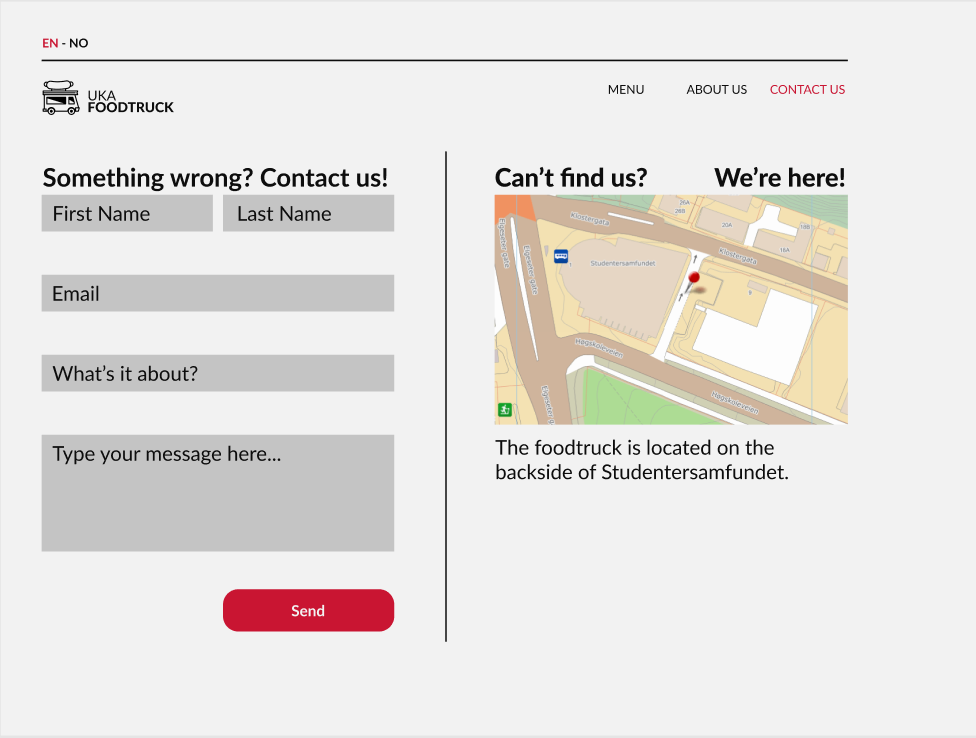 EN - NO
UKA
FOODTRUCK
MENU ABOUT US CONTACT US
Something wrong? Contact us!
First Name Last Name
Email
What's it about?
Type your message here...
Send
Can't find us? We're here!
26A
26B
20A
18B
18A
Klostergata
Klostergata
Elgeseter gate
Elgeseter gate
Studentersamfundet
9
Høgskoleveien
Høgskoleveien
The foodtruck is located on the
backside of Studentersamfundet.